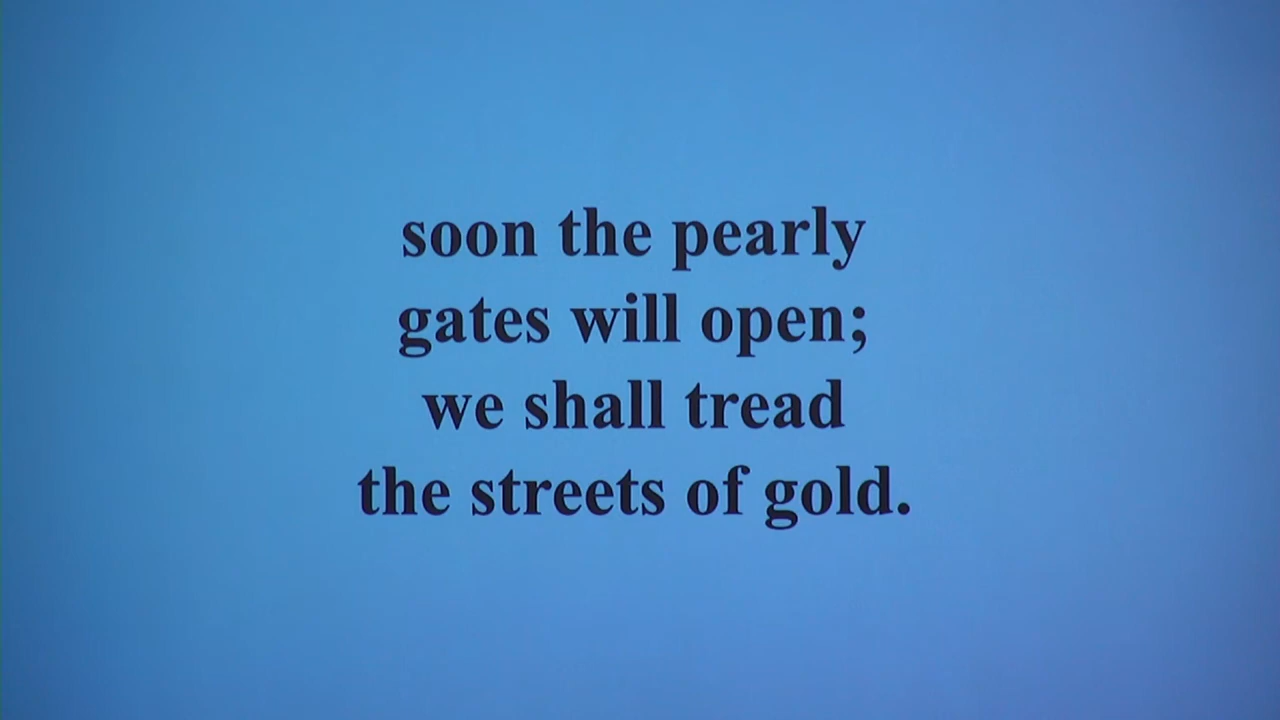 soon the pearly
gates will open;
we shall tread
the streets of gold.